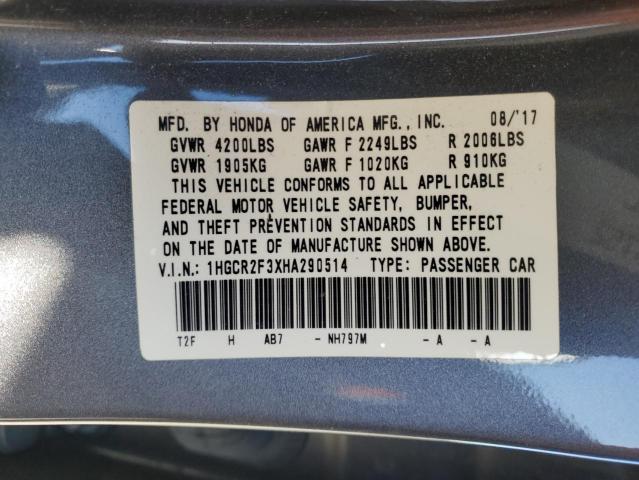 MFD. BY HONDA OF AMERICA MFG., INC. 08/'17
GVWR 4200LBS GAWR F 2249LBS R 2006LBS
GVWR 1905KG GAWR F 1020KG R 910KG
THIS VEHICLE CONFORMS TO ALL APPLICABLE
FEDERAL MOTOR VEHICLE SAFETY, BUMPER,
AND THEFT PREVENTION STANDARDS IN EFFECT
ON THE DATE OF MANUFACTURE SHOWN ABOVE.
V.I.N.: 1HGCR2F3XHA290514 TYPE: PASSENGER CAR
T2F H AB7 - NH797M - A - A